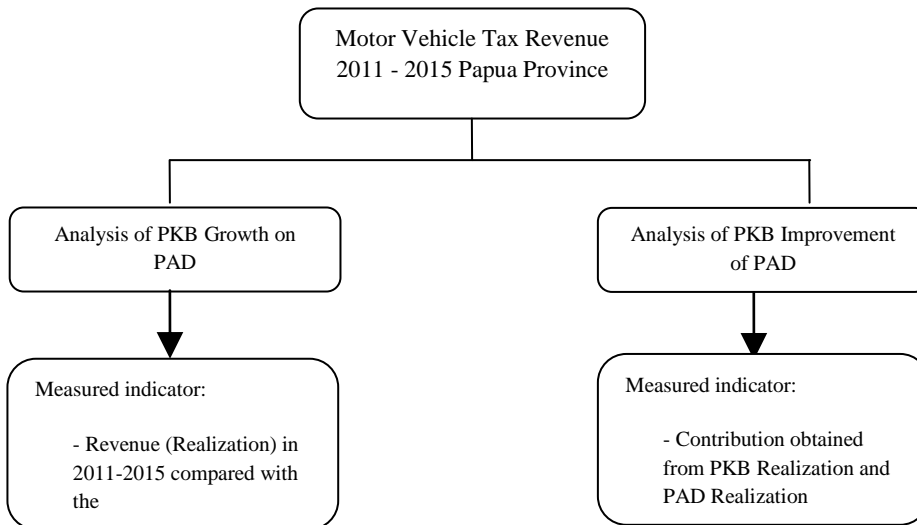 Motor Vehicle Tax Revenue
2011 - 2015 Papua Province
Analysis of PKB Growth on
PAD
Analysis of PKB Improvement
of PAD
Measured indicator:
- Revenue (Realization) in
2011-2015 compared with
the
Measured indicator:
- Contribution obtained
from PKB Realization and
PAD Realization